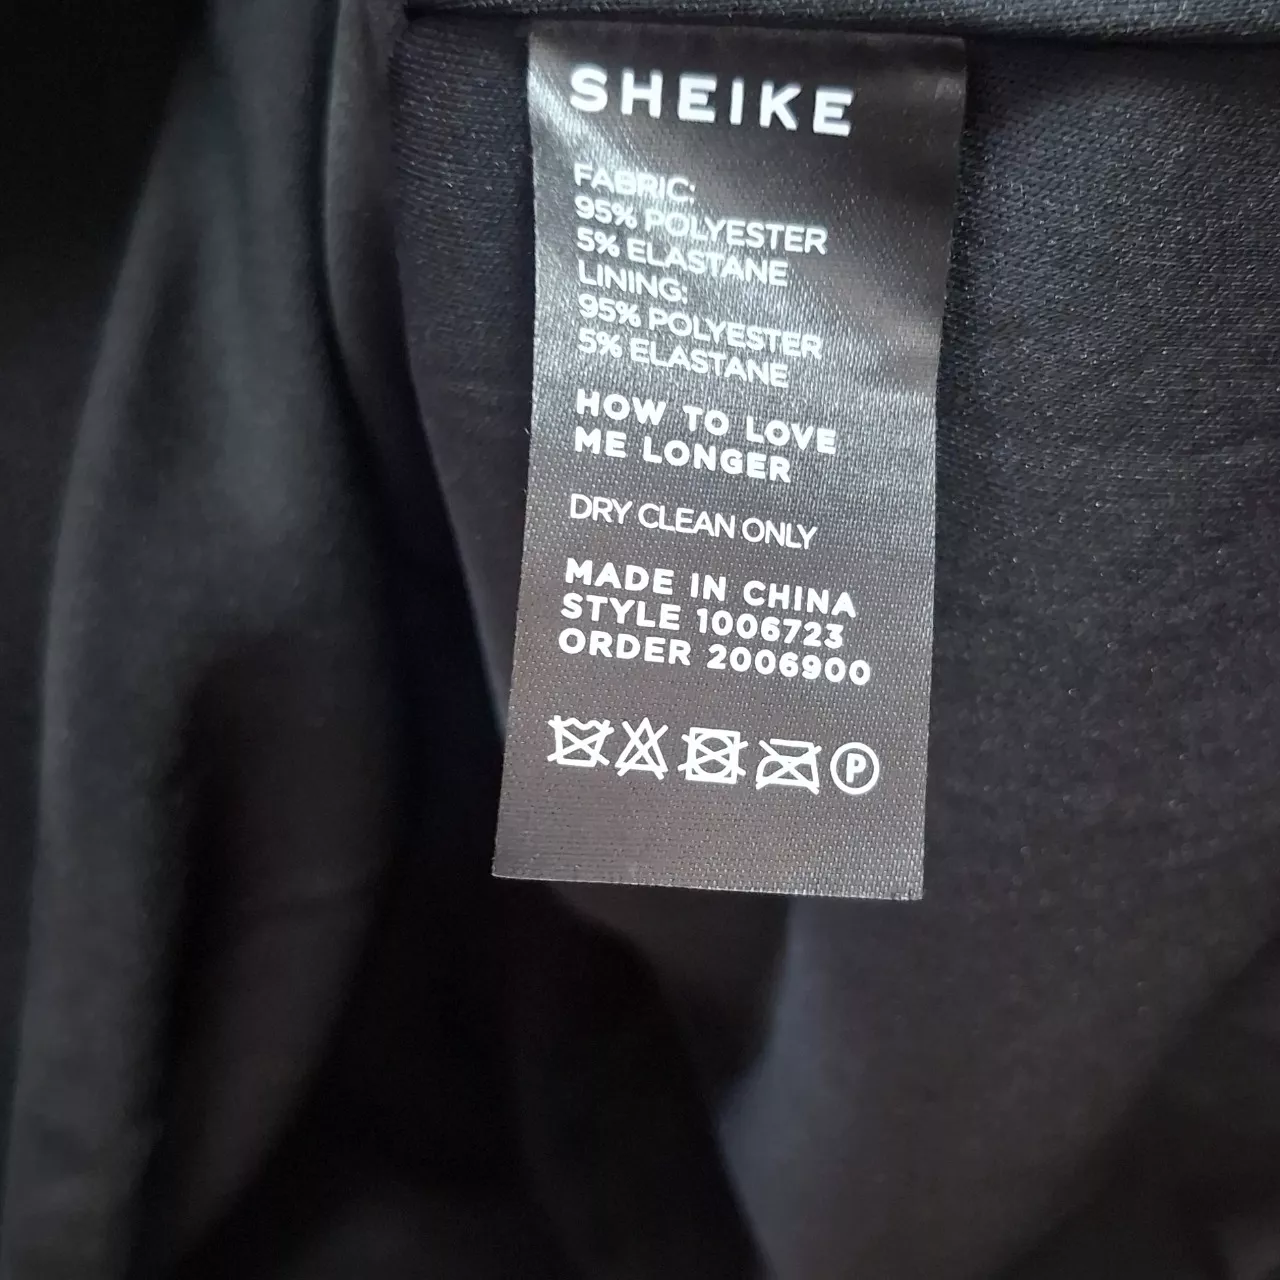 SHEIKE
FABRIC:
95% POLYESTER
5% ELASTANE
LINING:
95% POLYESTER
5% ELASTANE
HOW TO LOVE
ME LONGER
DRY CLEAN ONLY
MADE IN CHINA
STYLE 1006723
ORDER 2006900
P